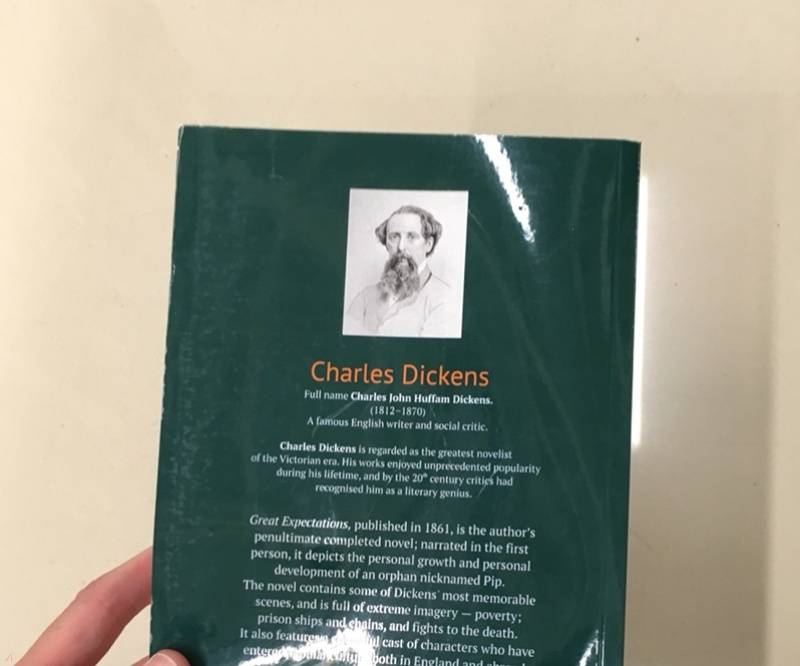 Charles Dickens
Full name Charles John Huffam Dickens.
(1812–1870)
A famous English writer and social critic.
Charles Dickens is regarded as the greatest novelist
of the Victorian era. His works enjoyed unprecedented popularity
during his lifetime, and by the 20th century critics had
recognised him as a literary genius.
Great Expectations, published in 1861, is the author's
penultimate completed novel; narrated in the first
person, it depicts the personal growth and personal
development of an orphan nicknamed Pip.
The novel contains some of Dickens' most memorable
scenes, and is full of extreme imagery — poverty;
prison ships and chains, and fights to the death.
It also features cast of characters who have
entered both in England and